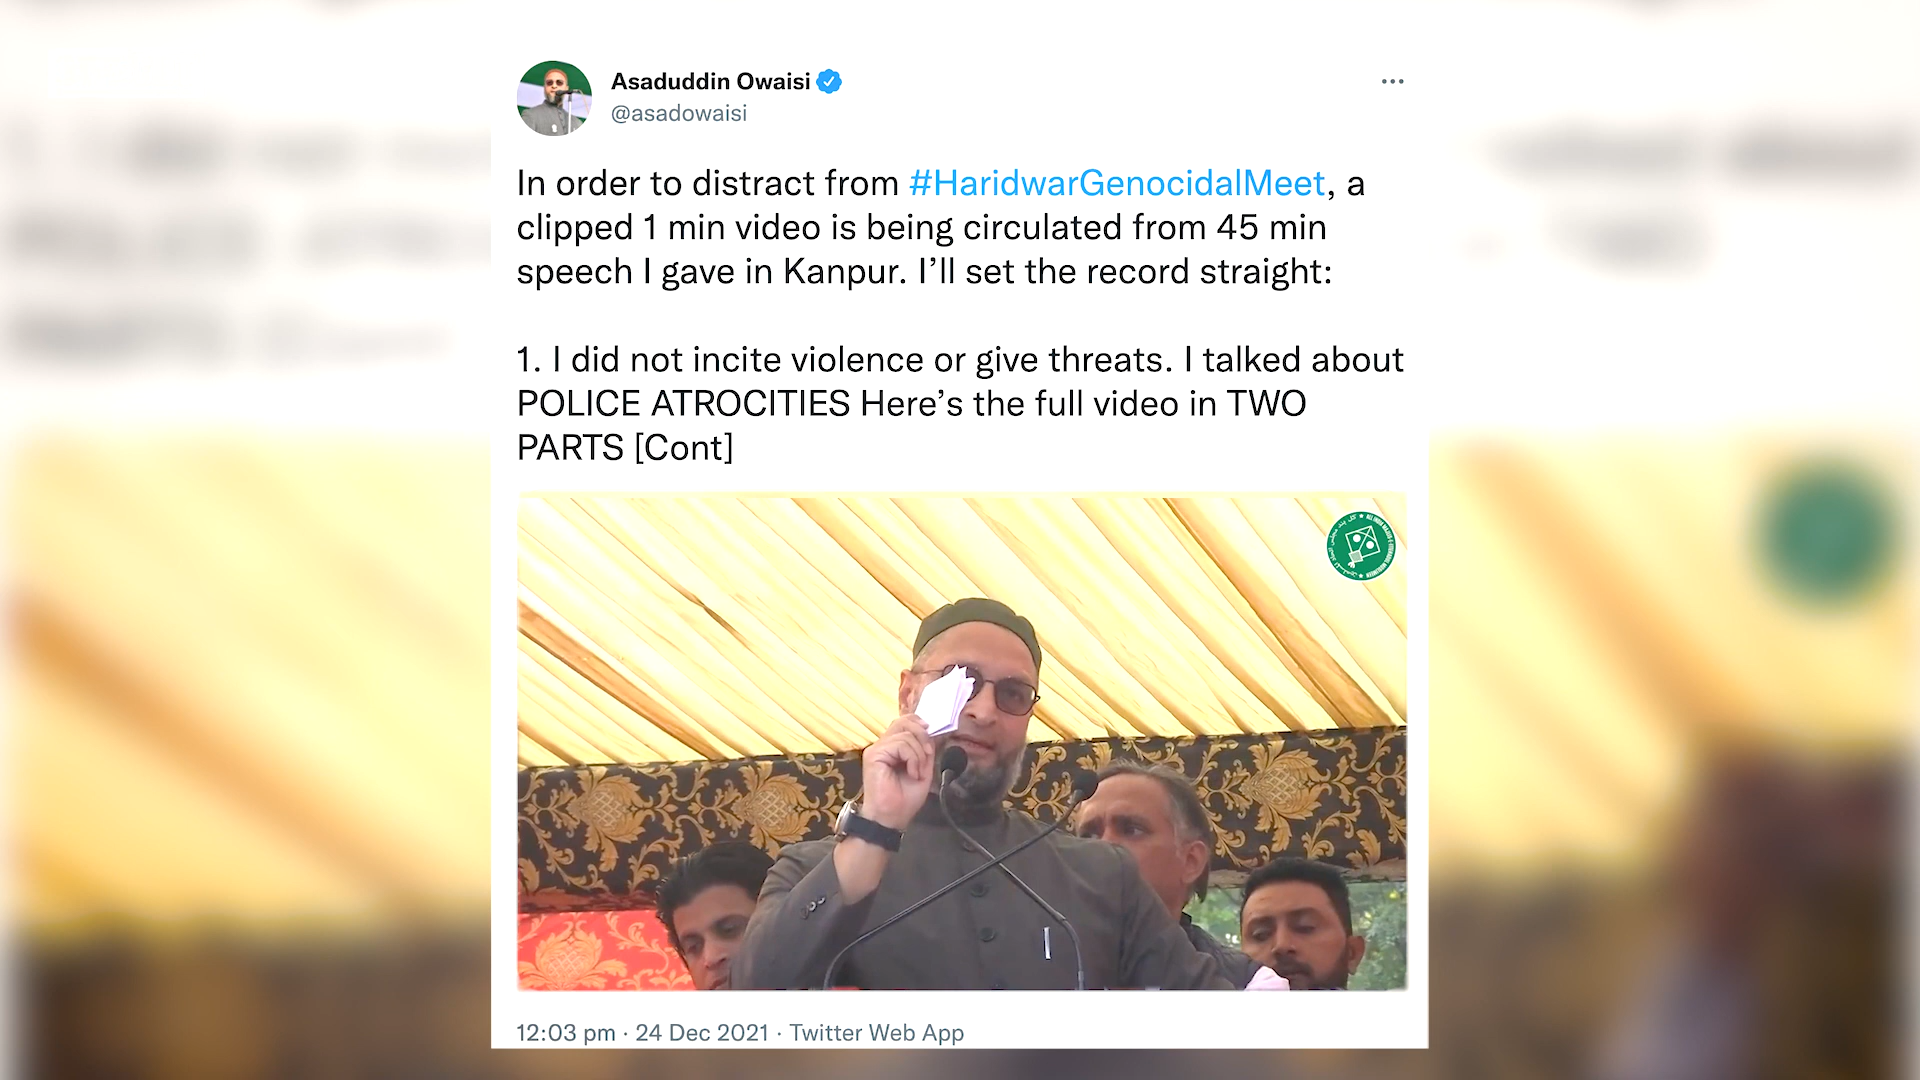 Asaduddin Owaisi
@asadowaisi
In order to distract from #HaridwarGenocidalMeet, a
clipped 1 min video is being circulated from 45 min
speech I gave in Kanpur. I’ll set the record straight:
1. I did not incite violence or give threats. I talked about
POLICE ATROCITIES Here’s the full video in TWO
PARTS [Cont]
12:03 pm · 24 Dec 2021 · Twitter Web App